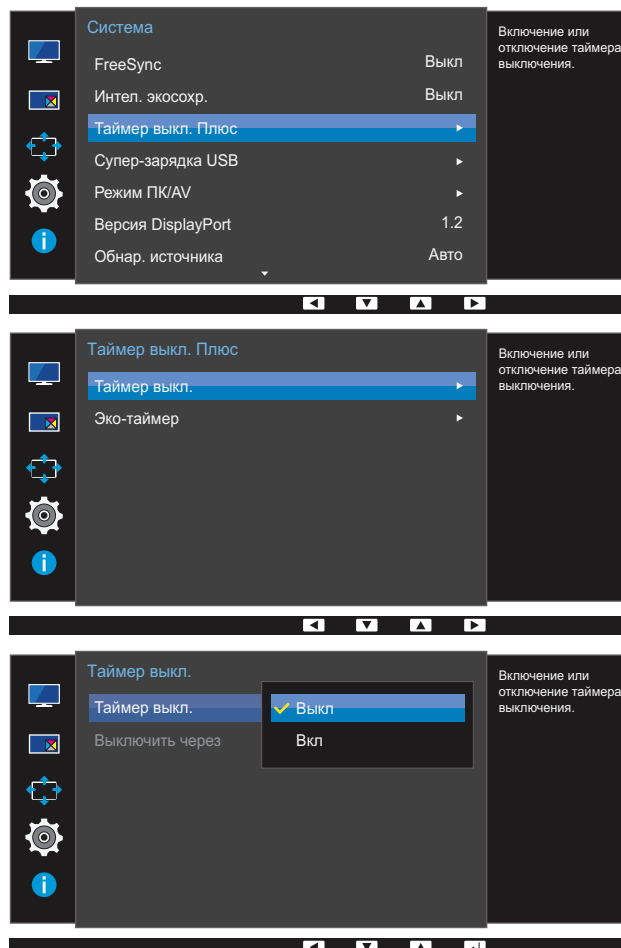 Система
FreeSync Выкл
Интел. экосохр. Выкл
Таймер выкл. Плюс
Супер-зарядка USB
Режим ПК/AV
Версия DisplayPort 1.2
Обнар. источника Авто
Включение или
отключение таймера
выключения.
Таймер выкл. Плюс
Таймер выкл.
Эко-таймер
Включение или
отключение таймера
выключения.
Таймер выкл.
Таймер выкл. Выкл
Выключить через Вкл
Включение или
отключение таймера
выключения.